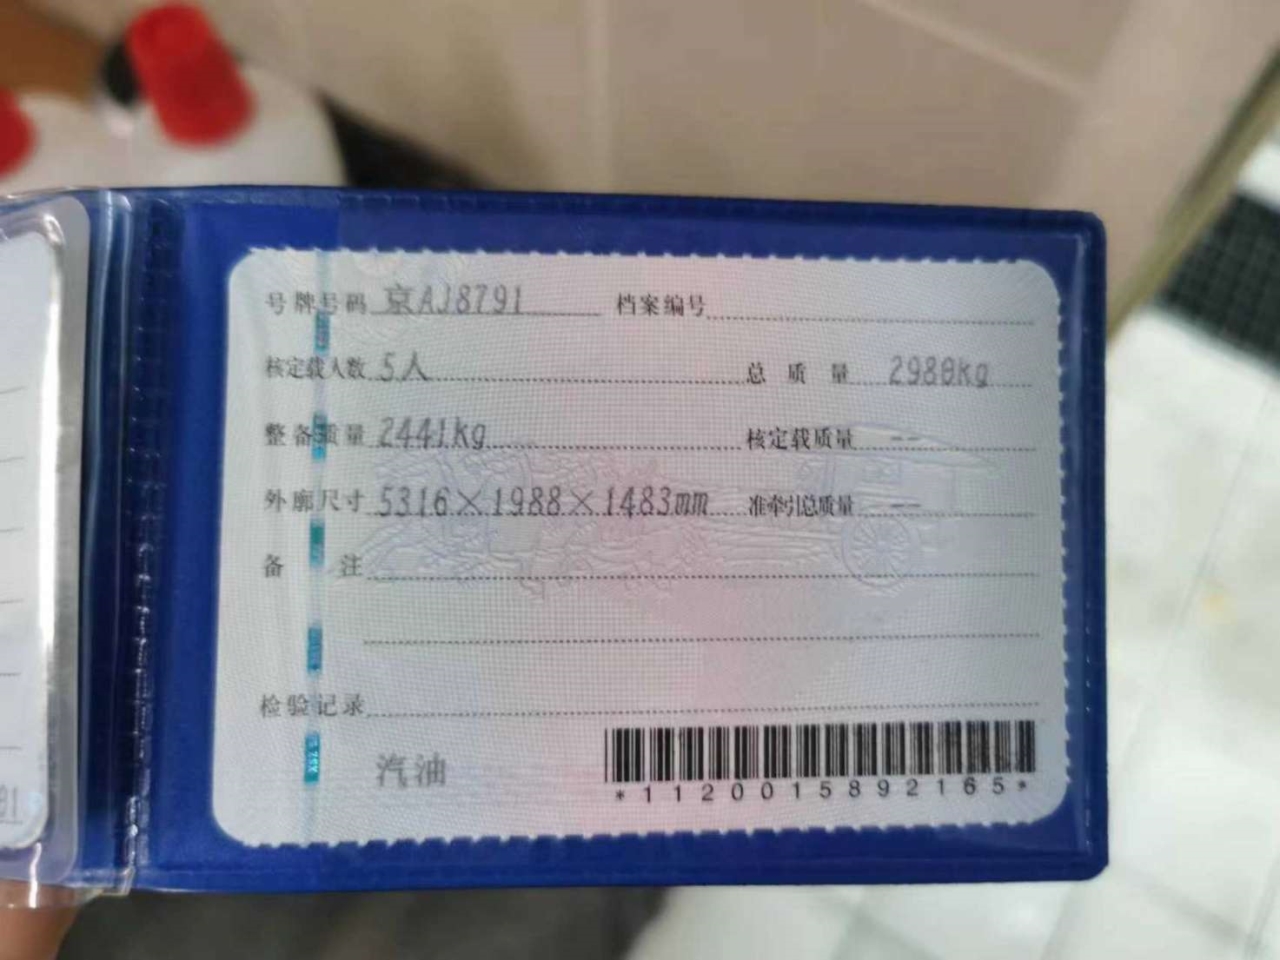 号牌号码 京AJ8791 档案编号
核定载人数 5人 总质量 2980kg
整备质量 2441kg 核定载质量 --
外廓尺寸 5316×1988×1483mm 准牵引总质量 --
备注
检验记录
汽油
*1120015892165*